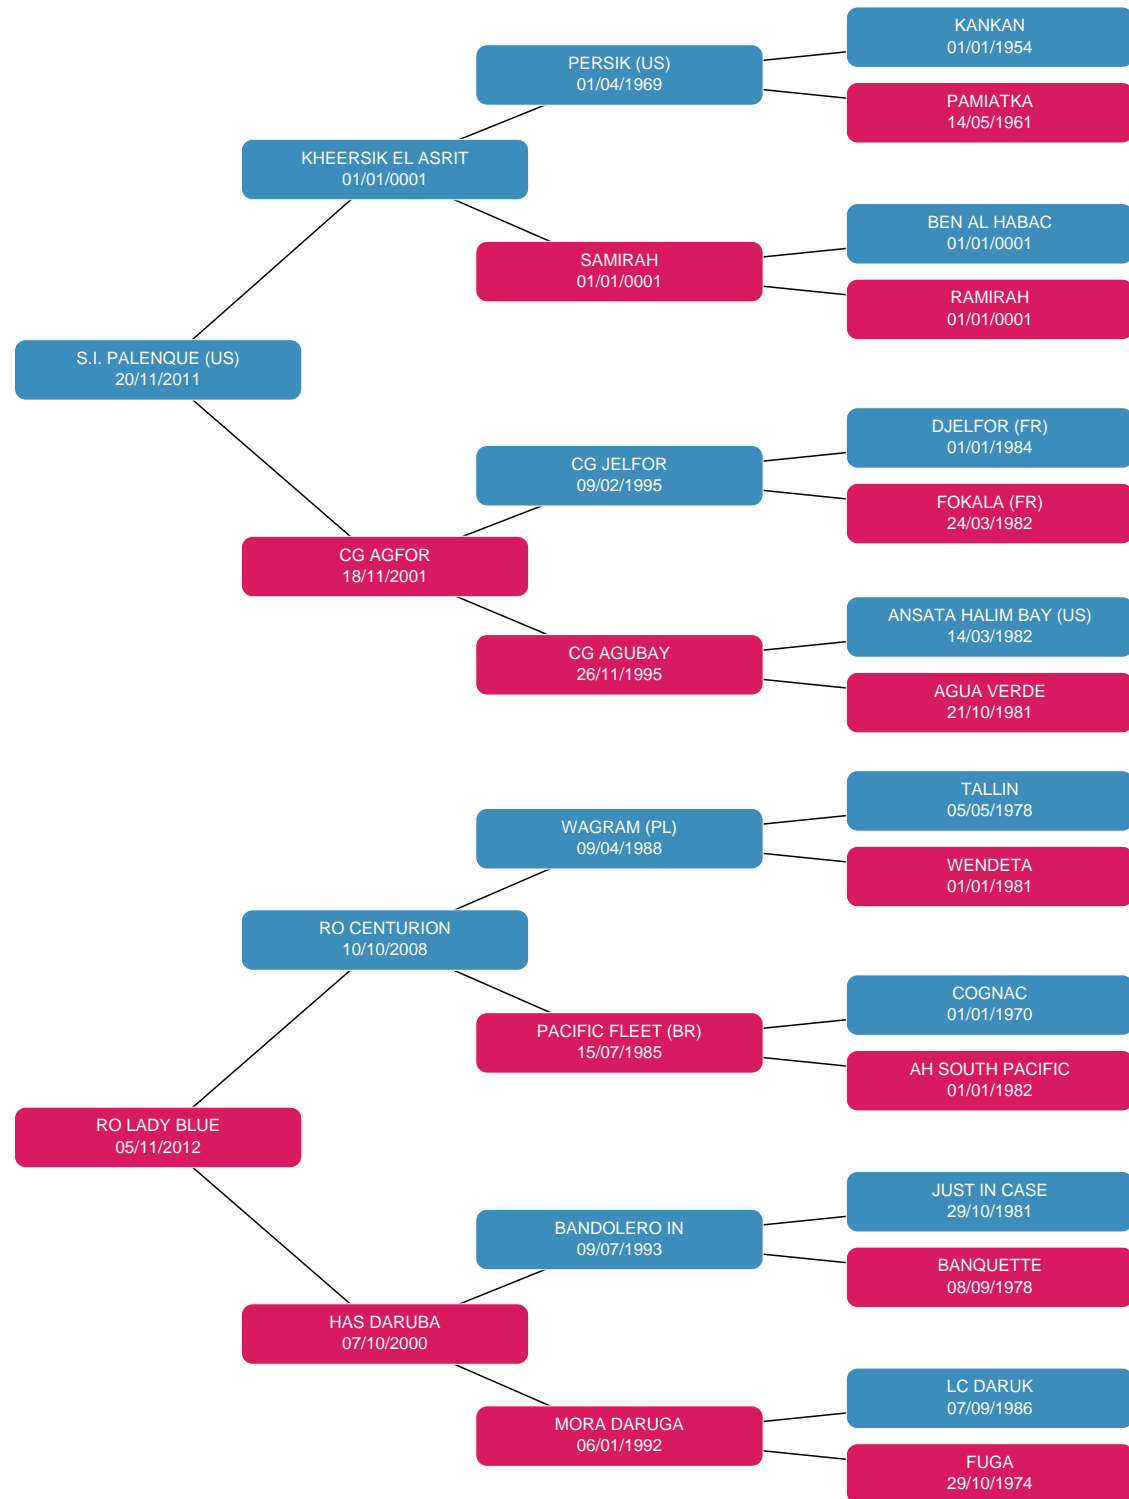 KANKAN
01/01/1954
PERSIK (US)
01/04/1969
PAMIATKA
14/05/1961
KHEERSIK EL ASRIT
01/01/0001
BEN AL HABAC
01/01/0001
SAMIRAH
01/01/0001
RAMIRAH
01/01/0001
S.I. PALENQUE (US)
20/11/2011
DJELFOR (FR)
01/01/1984
CG JELFOR
09/02/1995
FOKALA (FR)
24/03/1982
CG AGFOR
18/11/2001
ANSATA HALIM BAY (US)
14/03/1982
CG AGUBAY
26/11/1995
AGUA VERDE
21/10/1981
TALLIN
05/05/1978
WAGRAM (PL)
09/04/1988
WENDETA
01/01/1981
RO CENTURION
10/10/2008
COGNAC
01/01/1970
PACIFIC FLEET (BR)
15/07/1985
AH SOUTH PACIFIC
01/01/1982
RO LADY BLUE
05/11/2012
JUST IN CASE
29/10/1981
BANDOLERO IN
09/07/1993
BANQUETTE
08/09/1978
HAS DARUBA
07/10/2000
LC DARUK
07/09/1986
MORA DARUGA
06/01/1992
FUGA
29/10/1974